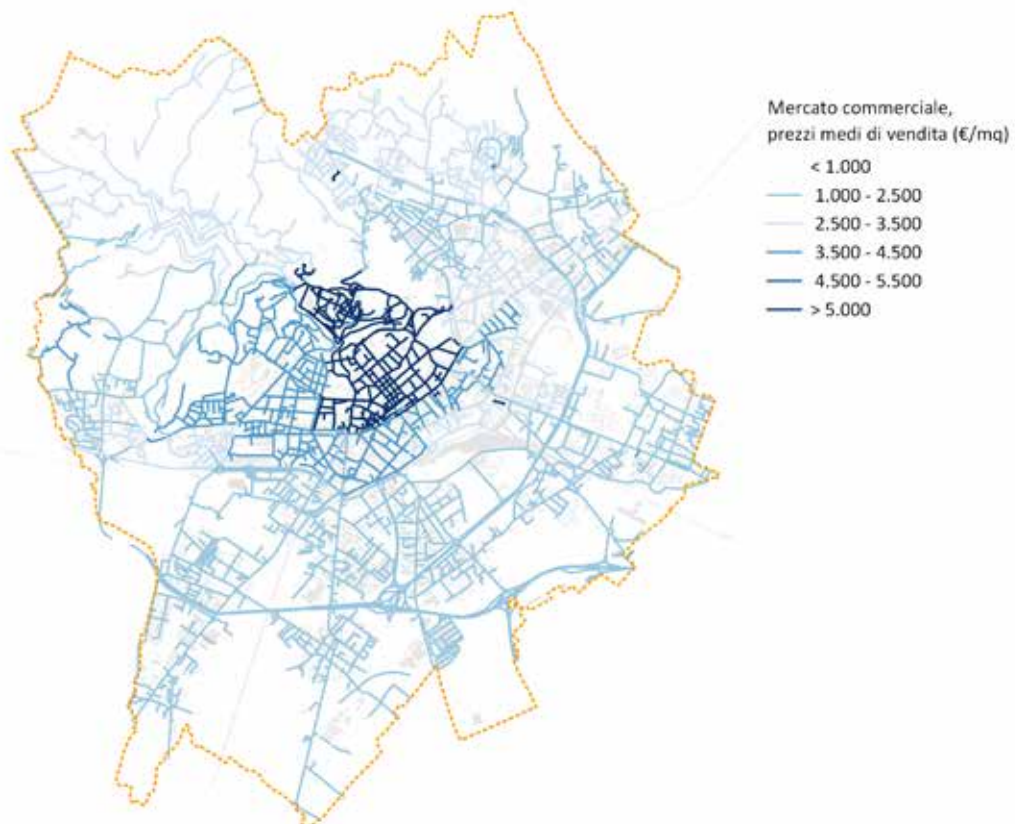 Mercato commerciale,
prezzi medi di vendita (€/mq)
< 1.000
1.000 - 2.500
2.500 - 3.500
3.500 - 4.500
4.500 - 5.500
> 5.000